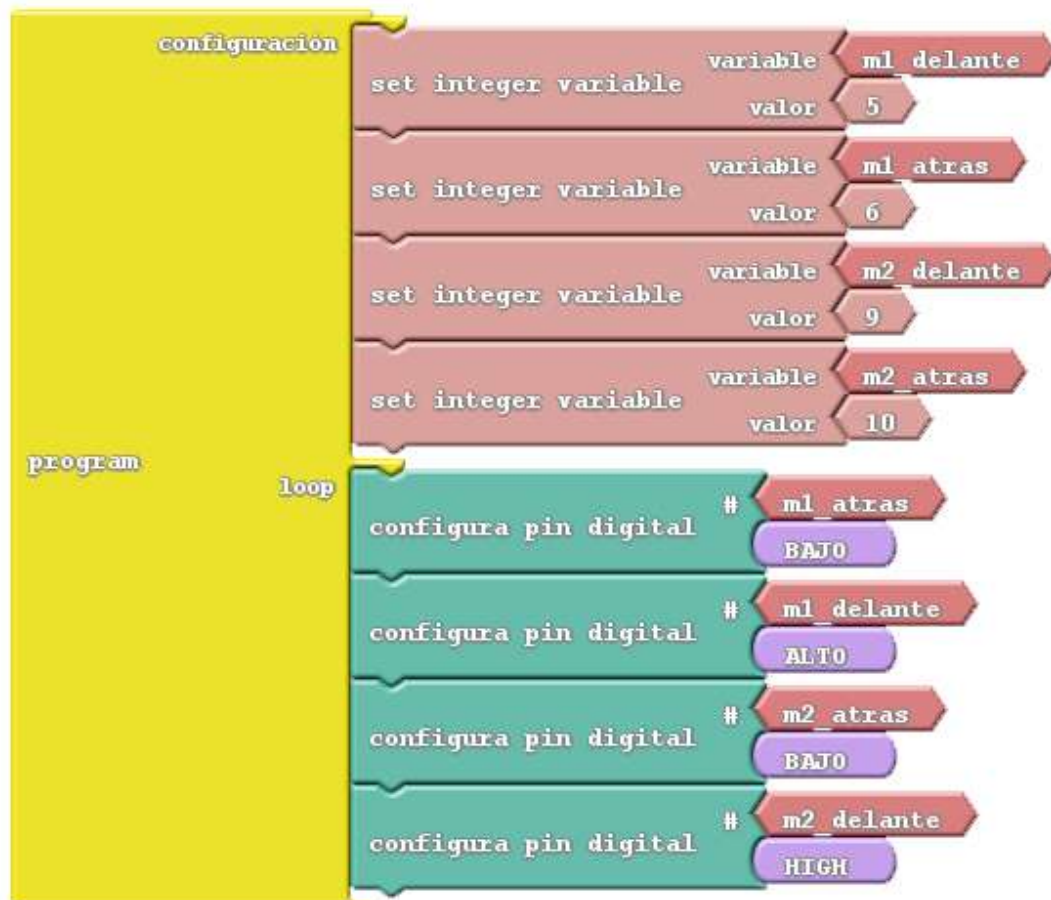 configuración
set integer variable
variable m1_delante
valor 5
set integer variable
variable m1_atras
valor 6
set integer variable
variable m2_delante
valor 9
set integer variable
variable m2_atras
valor 10
program
loop
configura pin digital
# m1_atras
BAJO
configura pin digital
# m1_delante
ALTO
configura pin digital
# m2_atras
BAJO
configura pin digital
# m2_delante
HIGH